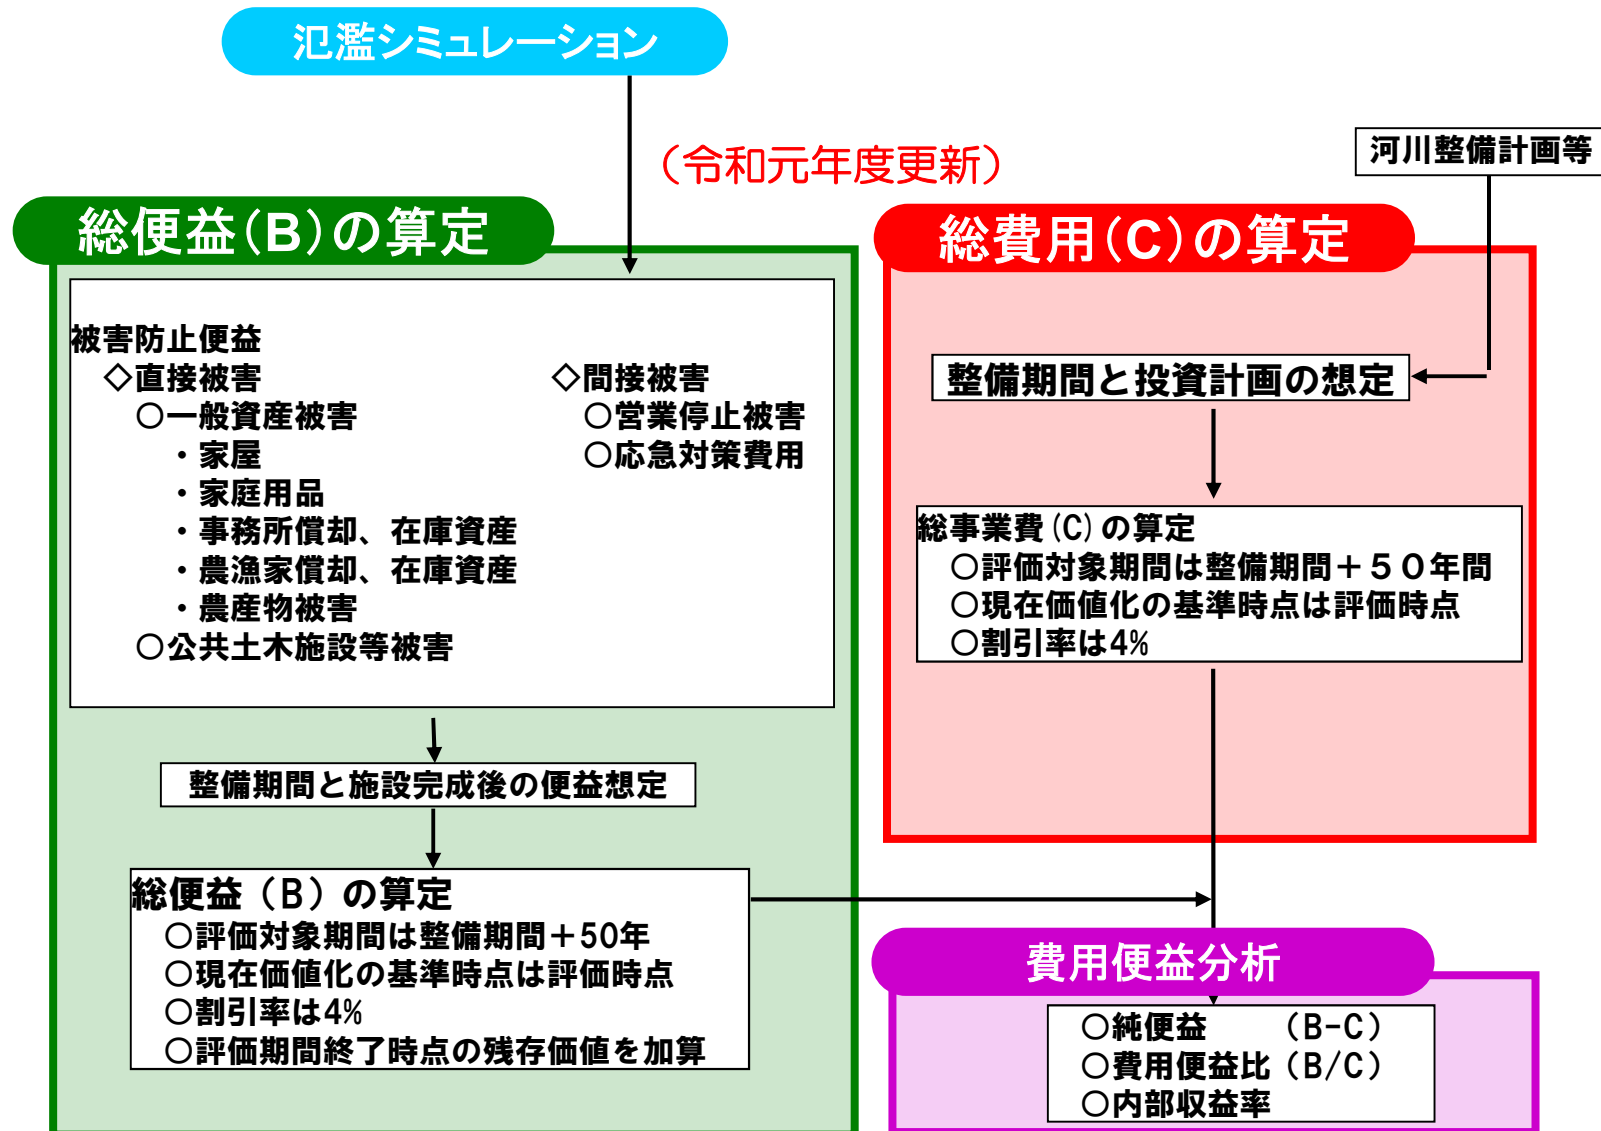 氾濫シミュレーション
（令和元年度更新）
河川整備計画等
総便益（B）の算定
被害防止便益
◇直接被害
○一般資産被害
・家屋
・家庭用品
・事務所償却、在庫資産
・農漁家償却、在庫資産
・農産物被害
○公共土木施設等被害
◇間接被害
○営業停止被害
○応急対策費用
整備期間と施設完成後の便益想定
総便益（B）の算定
○評価対象期間は整備期間＋50年
○現在価値化の基準時点は評価時点
○割引率は4%
○評価期間終了時点の残存価値を加算
総費用（C）の算定
整備期間と投資計画の想定
総事業費(C)の算定
○評価対象期間は整備期間＋５０年間
○現在価値化の基準時点は評価時点
○割引率は4%
費用便益分析
○純便益　　（B-C）
○費用便益比（B/C）
○内部収益率